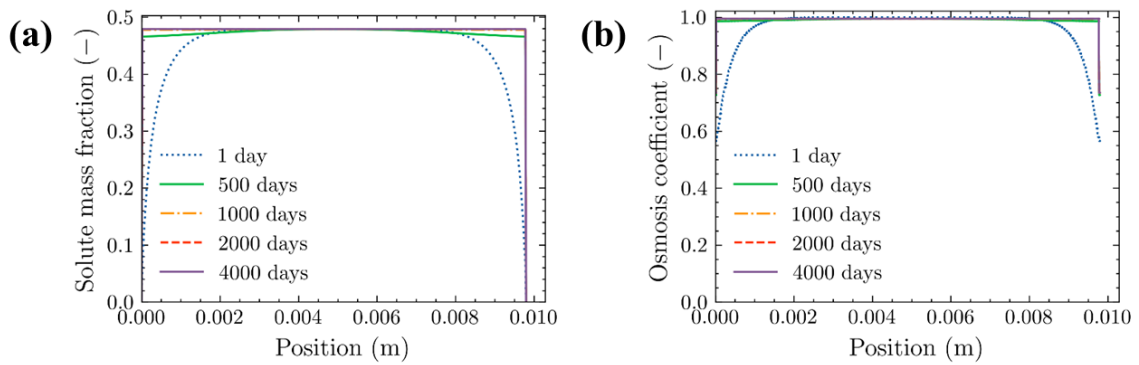 (a)
Solute mass fraction (−)
0.5
0.4
0.3
0.2
0.1
0.0
1 day
500 days
1000 days
2000 days
4000 days
0.000 0.002 0.004 0.006 0.008 0.010
Position (m)
(b)
Osmosis coefficient (−)
1.0
0.8
0.6
0.4
0.2
0.0
1 day
500 days
1000 days
2000 days
4000 days
0.000 0.002 0.004 0.006 0.008 0.010
Position (m)